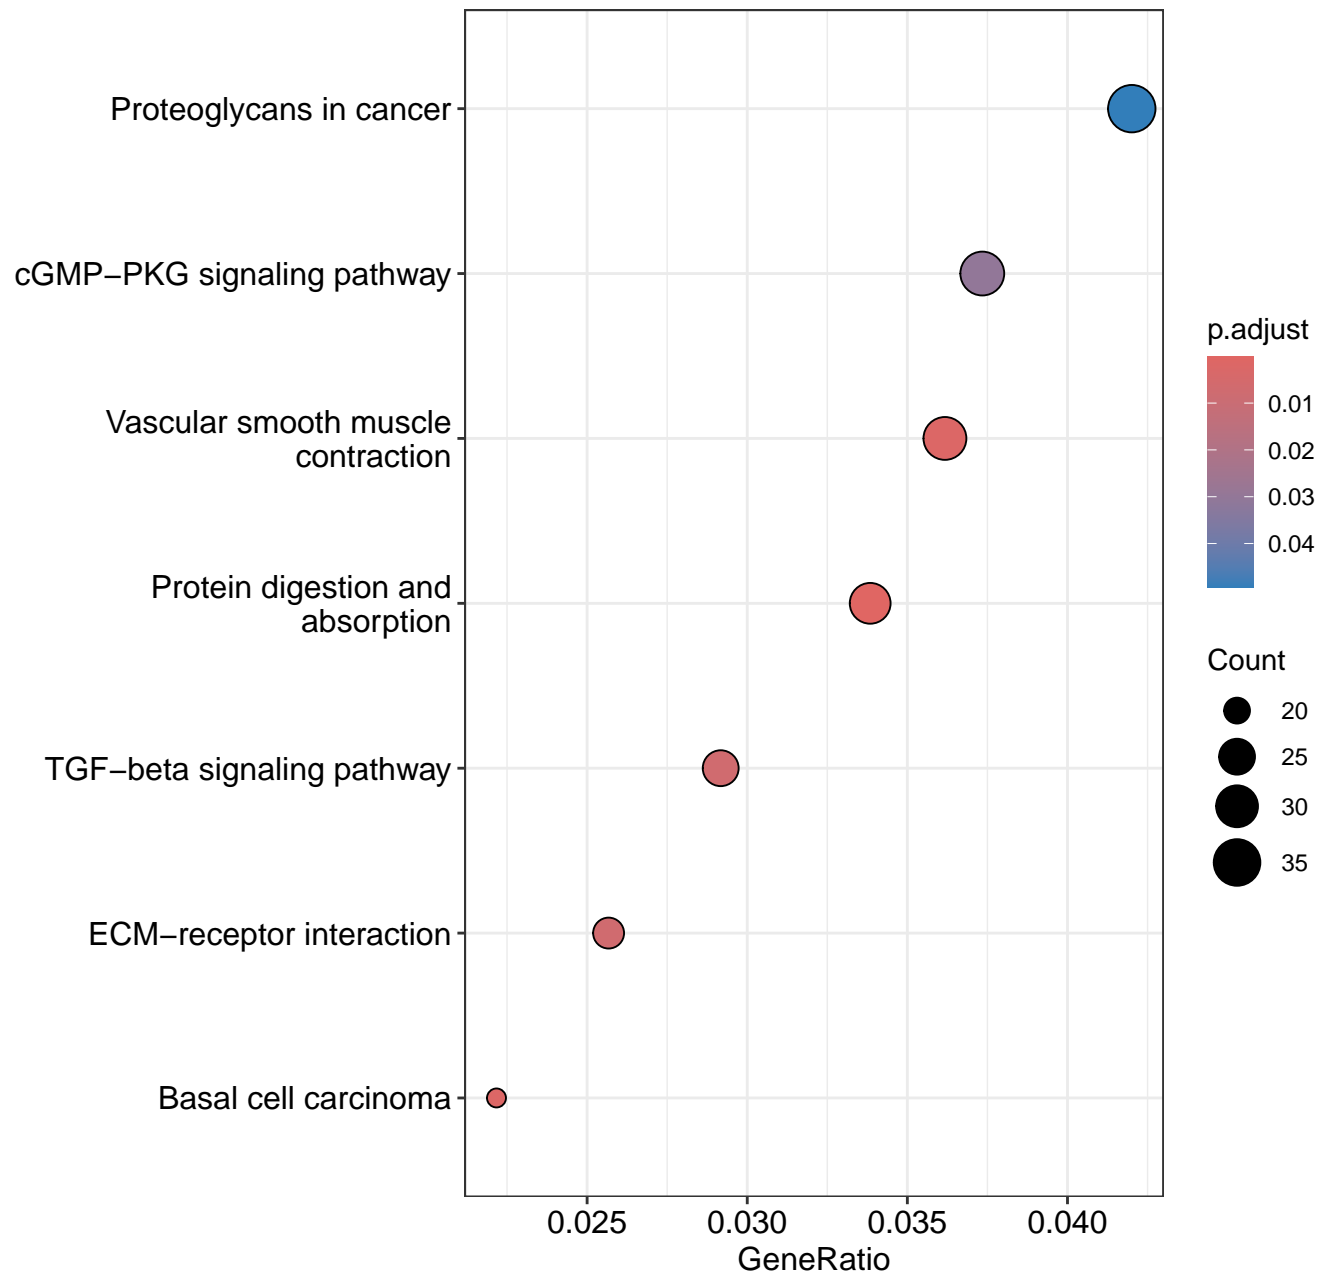 Proteoglycans in cancer
cGMP−PKG signaling pathway
Vascular smooth muscle
contraction
Protein digestion and
absorption
TGF−beta signaling pathway
ECM−receptor interaction
Basal cell carcinoma
0.025 0.030 0.035 0.040
GeneRatio
p.adjust
0.01
0.02
0.03
0.04
Count
20
25
30
35